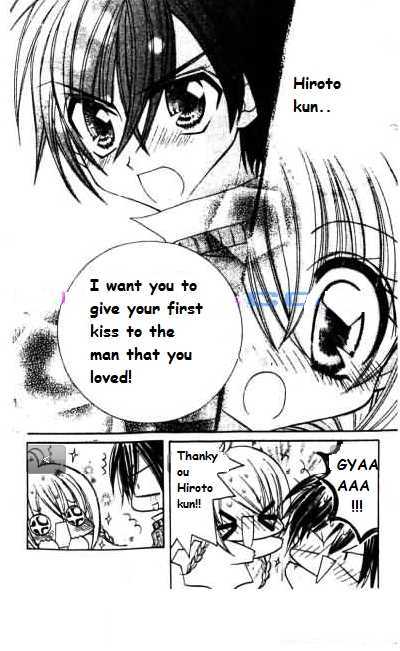 Hiroto
kun..
I want you to
give your first
kiss to the
man that you
loved!
Thanky
ou
Hiroto
kun!!
GYAA
AAA
!!!